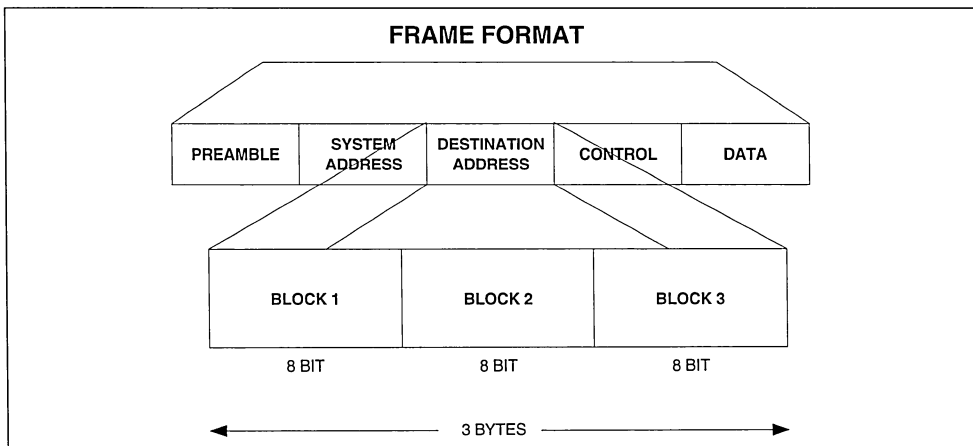 FRAME FORMAT
PREAMBLE
SYSTEM
ADDRESS
DESTINATION
ADDRESS
CONTROL
DATA
BLOCK 1
BLOCK 2
BLOCK 3
8 BIT
8 BIT
8 BIT
3 BYTES